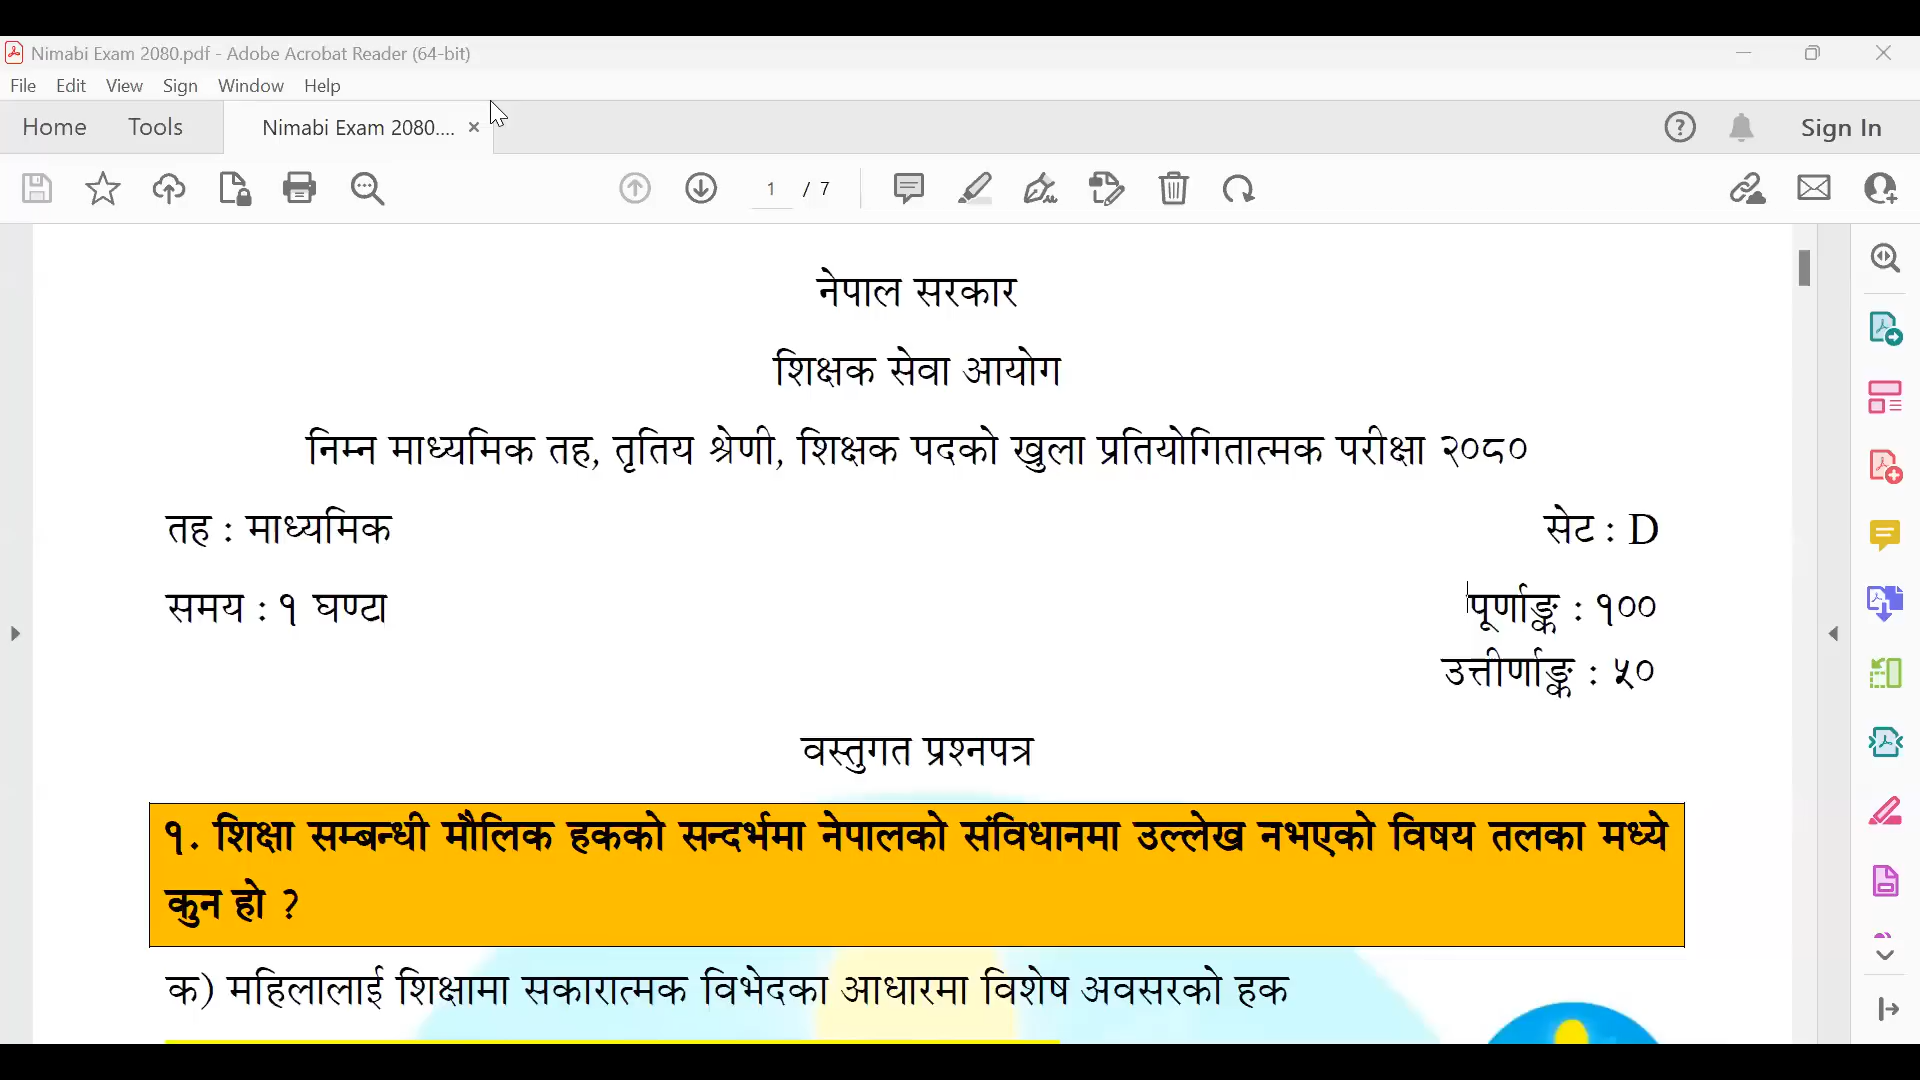 Nimabi Exam 2080.pdf - Adobe Acrobat Reader (64-bit)
File Edit View Sign Window Help
Home Tools Nimabi Exam 2080.... × Sign In
1 / 7
नेपाल सरकार
शिक्षक सेवा आयोग
निम्न माध्यमिक तह, तृतिय श्रेणी, शिक्षक पदको खुला प्रतियोगितात्मक परीक्षा २०८०
तह : माध्यमिक सेट : D
समय : १ घण्टा पूर्णाङ्क : १००
उत्तीर्णाङ्क : ५०
वस्तुगत प्रश्नपत्र
१. शिक्षा सम्बन्धी मौलिक हकको सन्दर्भमा नेपालको संविधानमा उल्लेख नभएको विषय तलका मध्ये
कुन हो ?
क) महिलालाई शिक्षामा सकारात्मक विभेदका आधारमा विशेष अवसरको हक